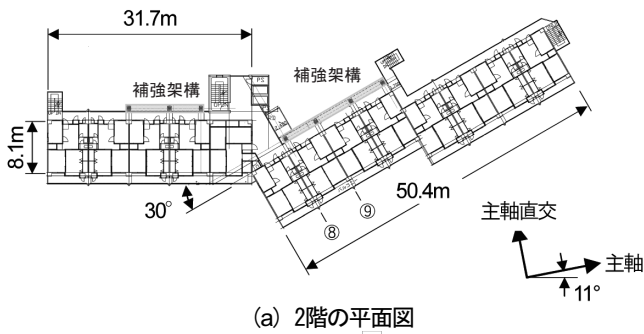 31.7m
補強架構
補強架構
8.1m
30°
50.4m
⑧
⑨
主軸直交
主軸
11°
(a) 2階の平面図